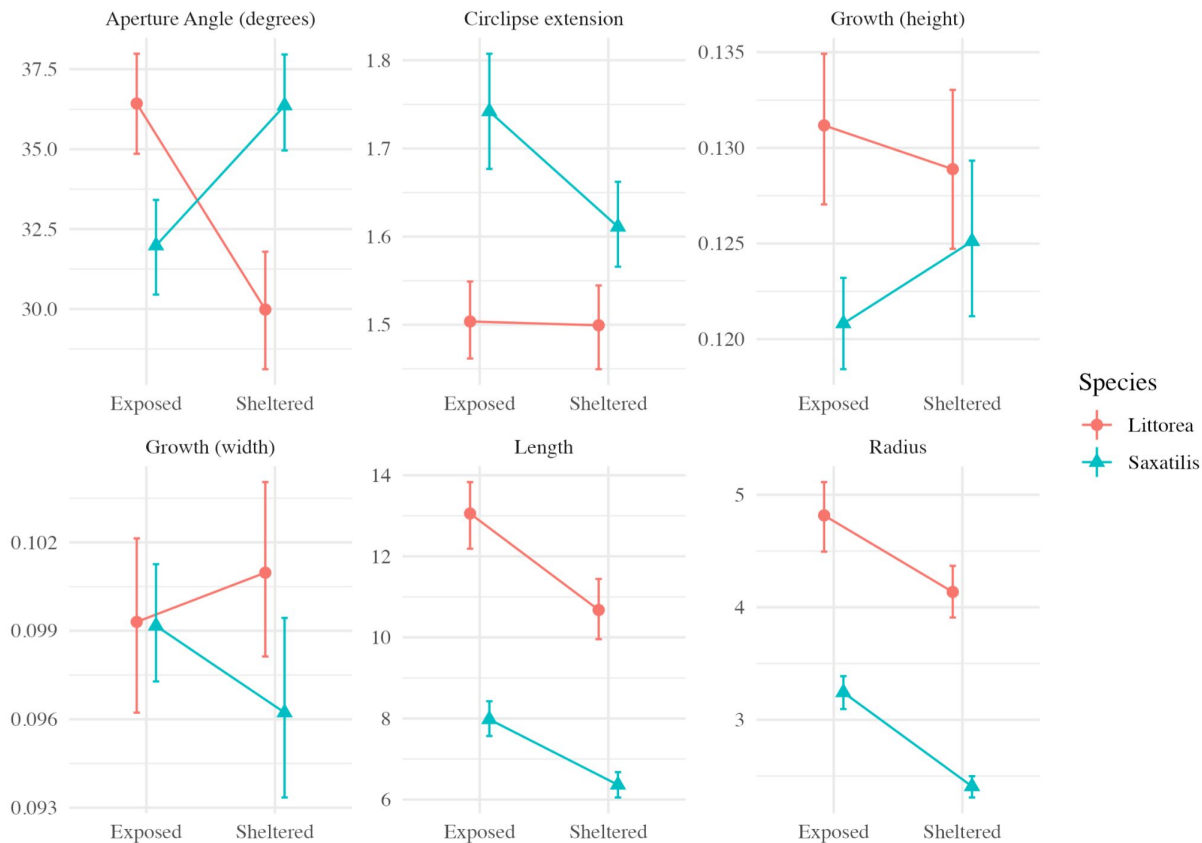 Aperture Angle (degrees)
Circlipse extension
Growth (height)
37.5
35.0
32.5
30.0
1.8
1.7
1.6
1.5
0.135
0.130
0.125
0.120
Exposed
Sheltered
Exposed
Sheltered
Exposed
Sheltered
Growth (width)
Length
Radius
0.102
0.099
0.096
0.093
14
12
10
8
6
5
4
3
Exposed
Sheltered
Exposed
Sheltered
Exposed
Sheltered
Species
Littorea
Saxatilis